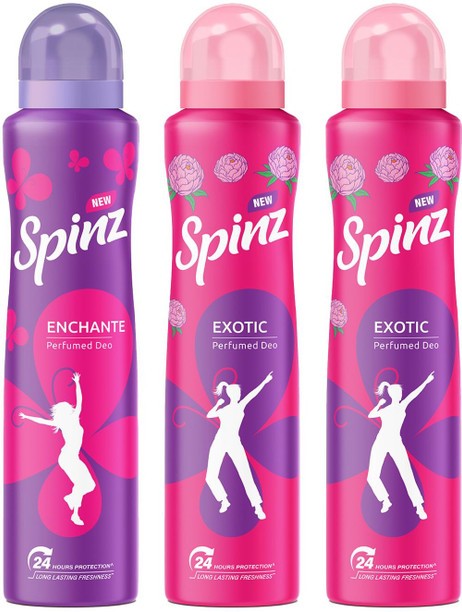 NEW
Spinz
ENCHANTE
Perfumed Deo
24 HOURS PROTECTION*
LONG LASTING FRESHNESS~
NEW
Spinz
EXOTIC
Perfumed Deo
24 HOURS PROTECTION*
LONG LASTING FRESHNESS~
NEW
Spinz
EXOTIC
Perfumed Deo
24 HOURS PROTECTION*
LONG LASTING FRESHNESS~